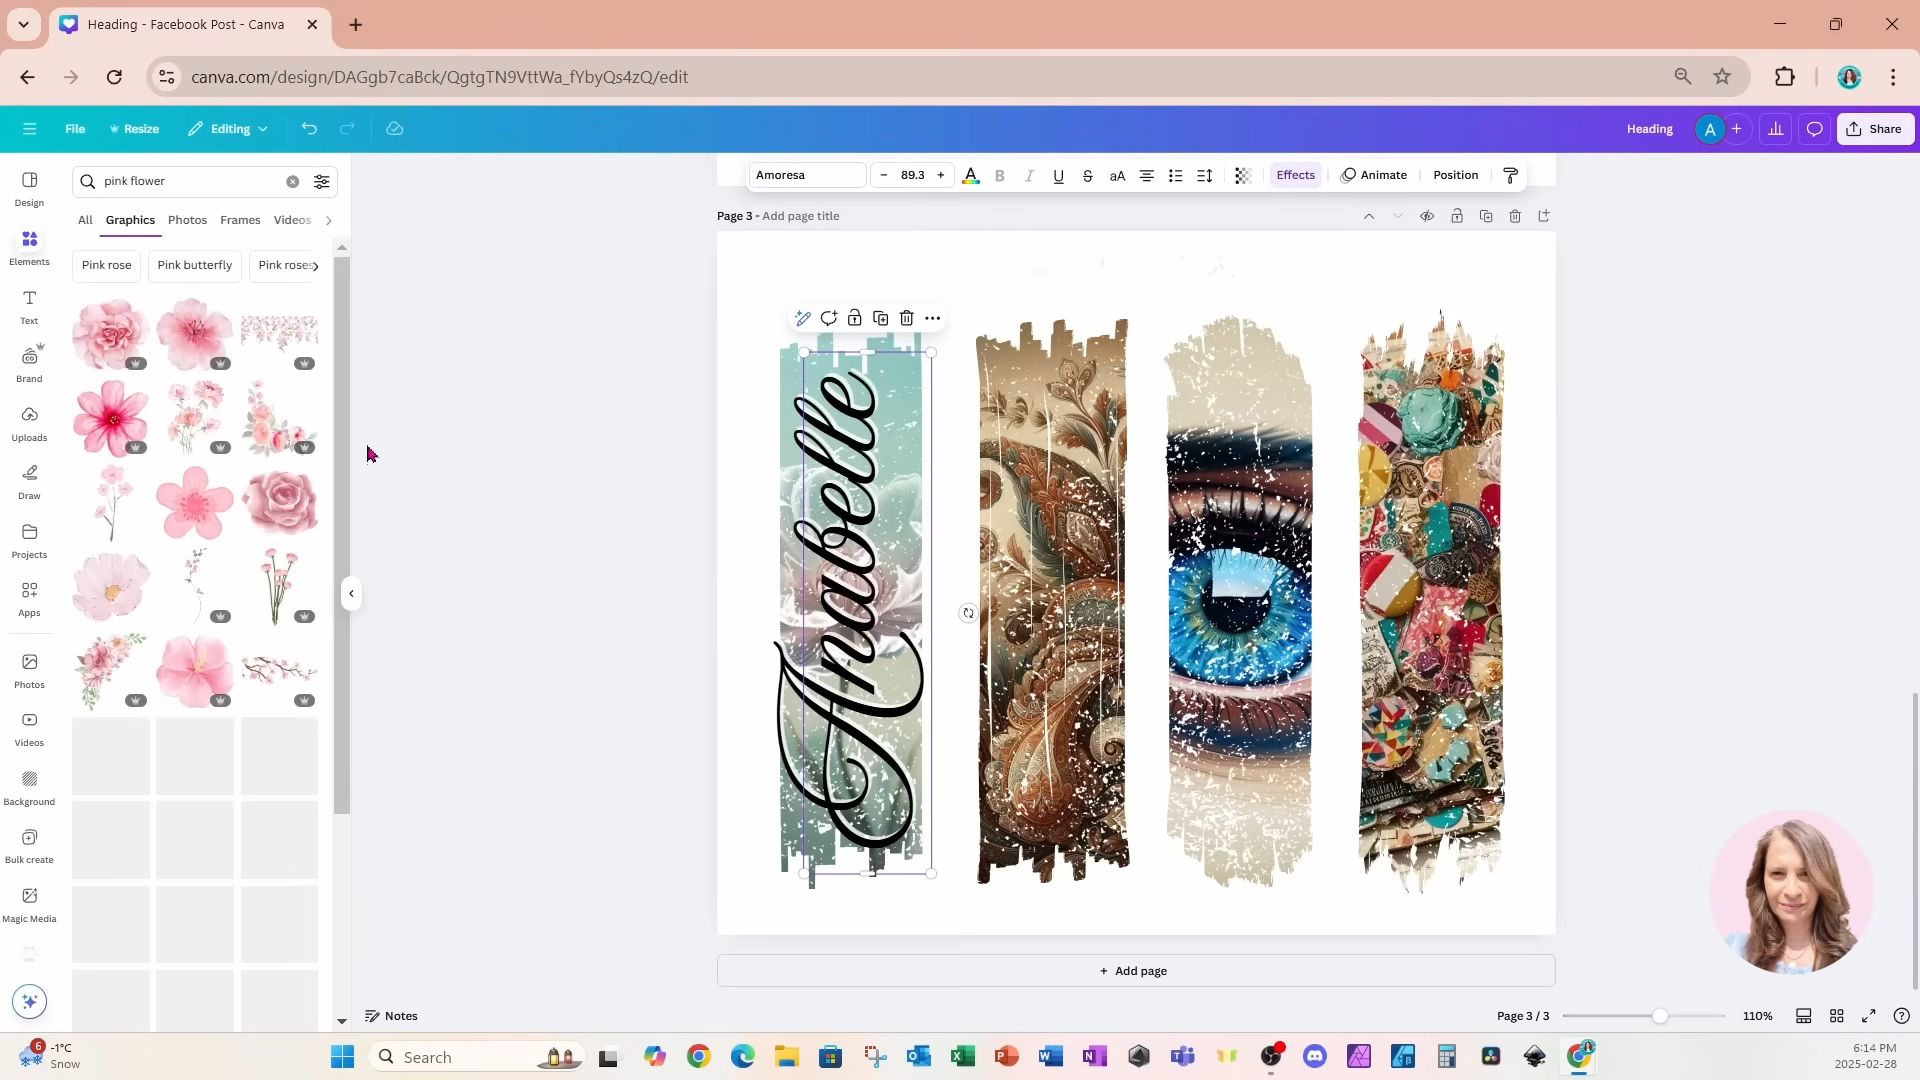 Heading - Facebook Post - Canva
canva.com/design/DAGgb7caBck/QgtgTN9VttWa_fYbyQs4zQ/edit
File
Resize
Editing
Heading
A
Share
Design
Elements
Text
Brand
Uploads
Draw
Projects
Apps
Photos
Videos
Background
Bulk create
Magic Media
pink flower
All
Graphics
Photos
Frames
Videos
Pink rose
Pink butterfly
Pink roses
Amoresa
– 89.3 +
A
B
I
U
S
aA
Effects
Animate
Position
Page 3 - Add page title
Anabelle
+ Add page
Notes
Page 3 / 3
110%
6
-1°C
Snow
Search
6:14 PM
2025-02-28